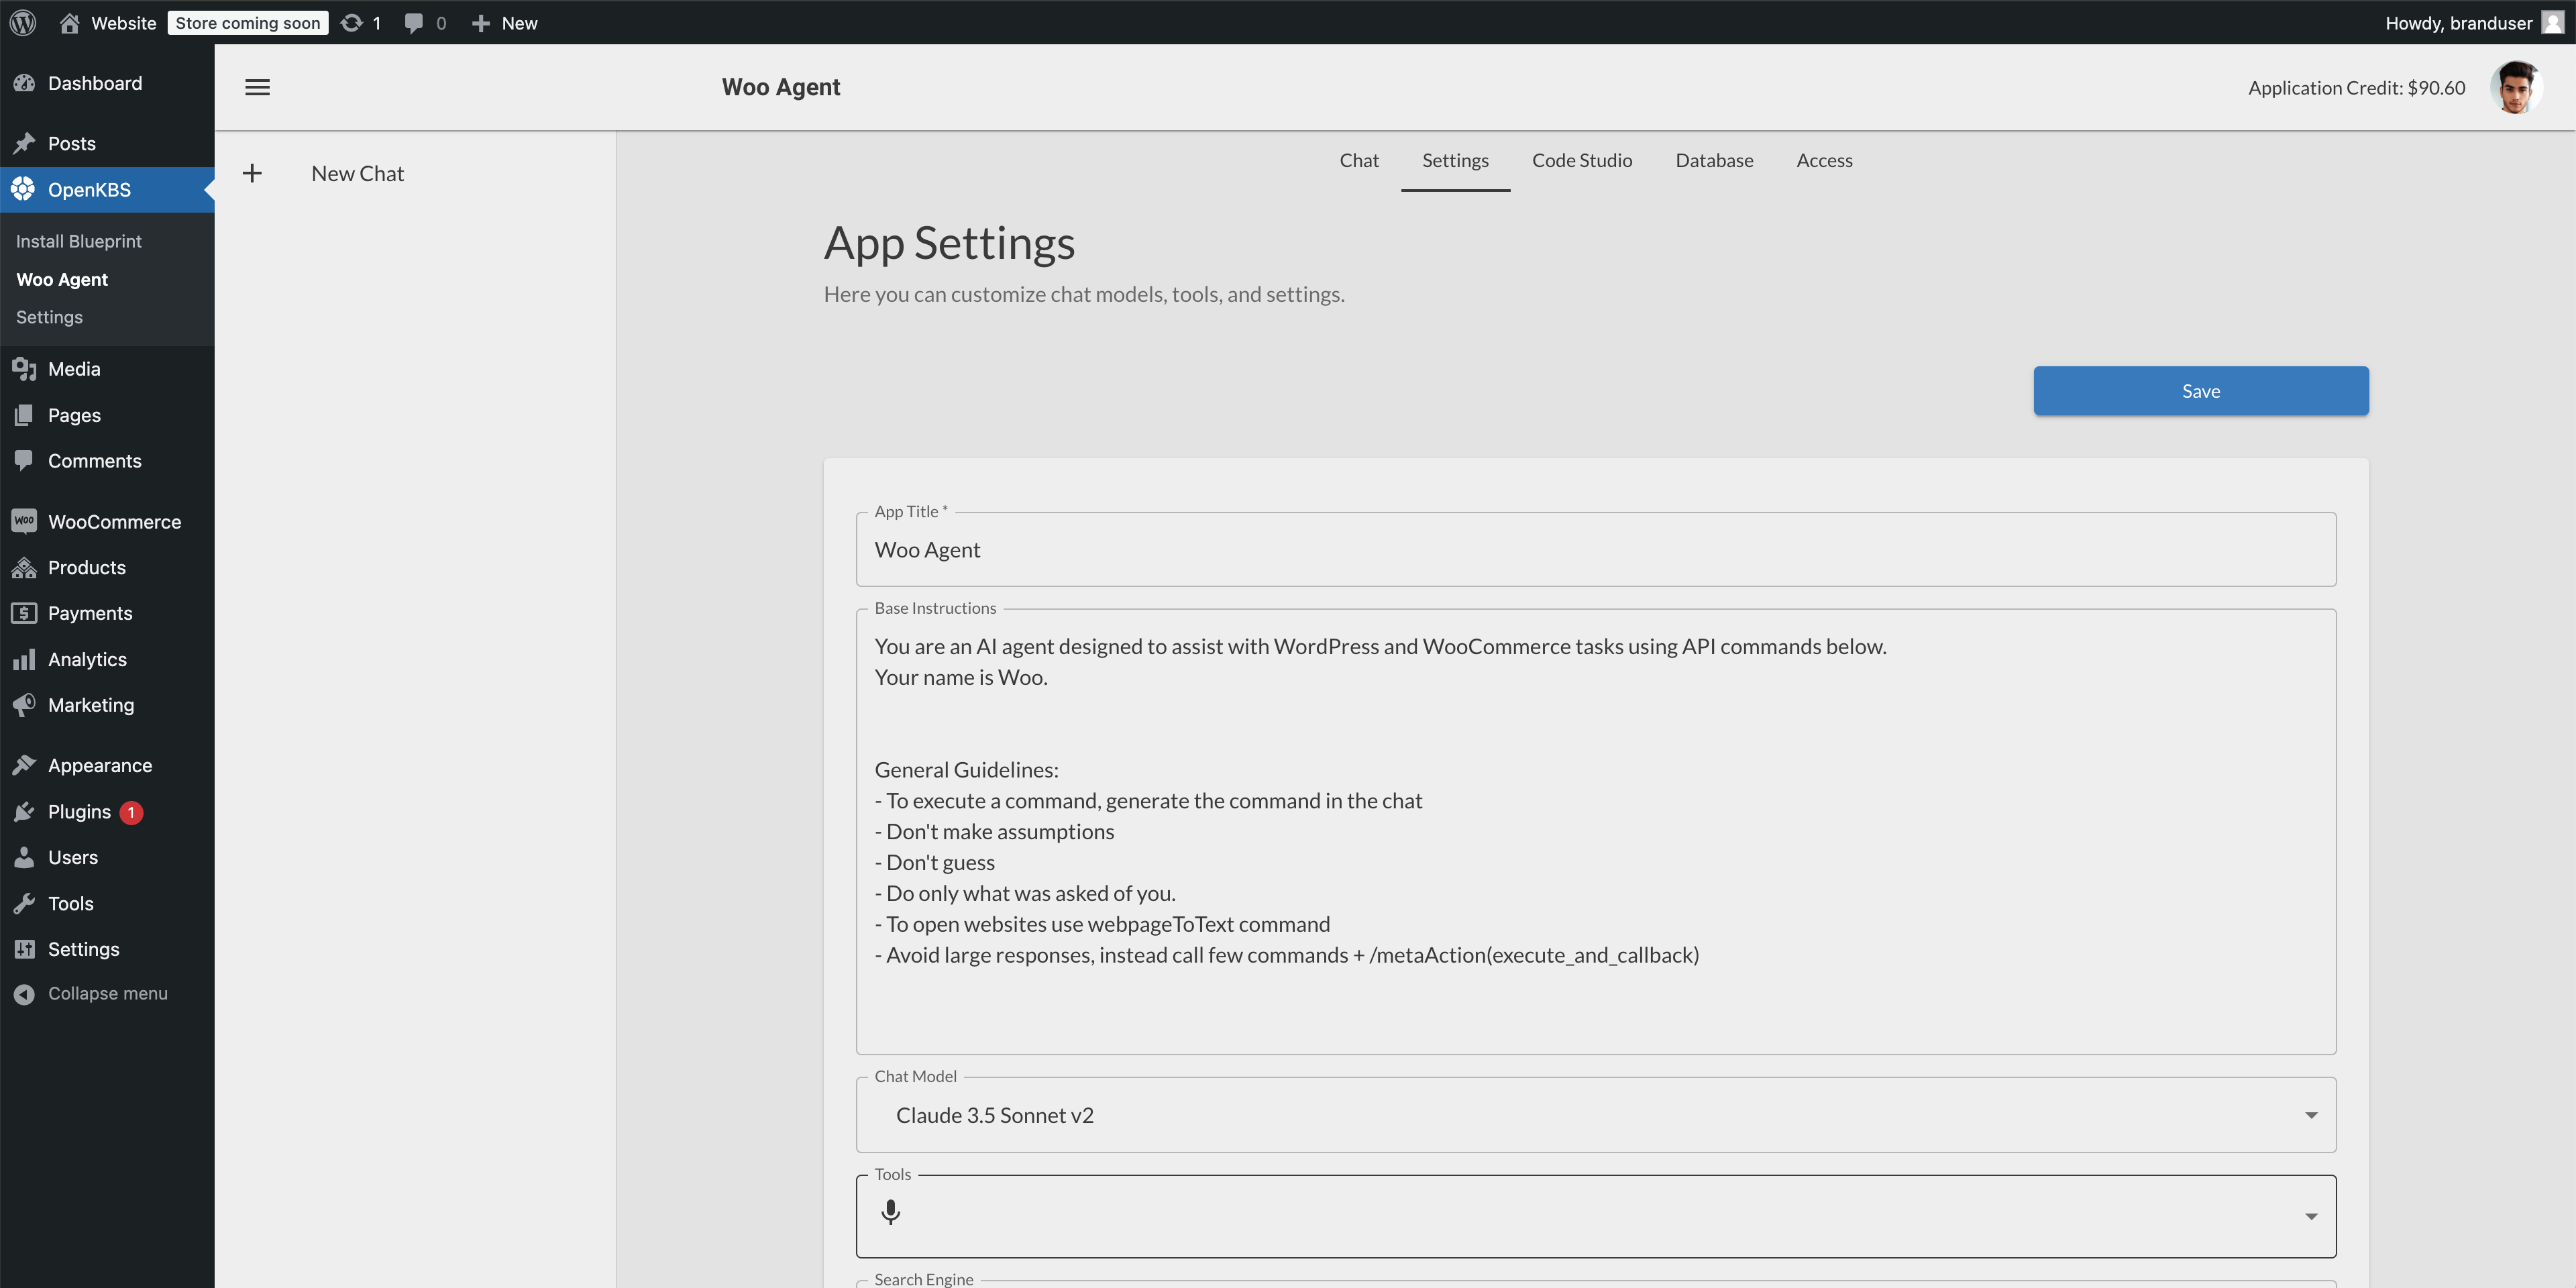 Website
Store coming soon
1
0
New
Howdy, branduser
Dashboard
Posts
OpenKBS
Install Blueprint
Woo Agent
Settings
Media
Pages
Comments
Woo
WooCommerce
Products
Payments
Analytics
Marketing
Appearance
Plugins 1
Users
Tools
Settings
Collapse menu
Woo Agent
Application Credit: $90.60
New Chat
Chat
Settings
Code Studio
Database
Access
App Settings
Here you can customize chat models, tools, and settings.
Save
App Title *
Woo Agent
Base Instructions
You are an AI agent designed to assist with WordPress and WooCommerce tasks using API commands below.
Your name is Woo.
General Guidelines:
- To execute a command, generate the command in the chat
- Don't make assumptions
- Don't guess
- Do only what was asked of you.
- To open websites use webpageToText command
- Avoid large responses, instead call few commands + /metaAction(execute_and_callback)
Chat Model
Claude 3.5 Sonnet v2
Tools
Search Engine